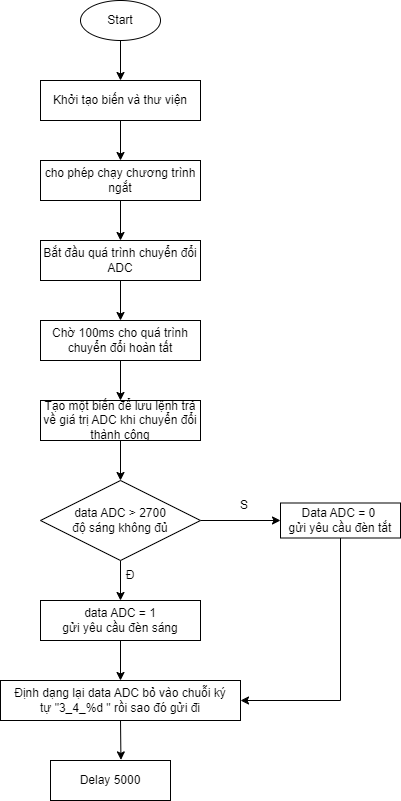 Start
Khởi tạo biến và thư viện
cho phép chạy chương trình
ngắt
Bắt đầu quá trình chuyển đổi
ADC
Chờ 100ms cho quá trình
chuyển đổi hoàn tất
Tạo một biến để lưu lệnh trả
về giá trị ADC khi chuyển đổi
thành công
data ADC > 2700
độ sáng không đủ
S
Data ADC = 0
gửi yêu cầu đèn tắt
Đ
data ADC = 1
gửi yêu cầu đèn sáng
Định dạng lại data ADC bỏ vào chuỗi ký
tự "3_4_%d " rồi sao đó gửi đi
Delay 5000